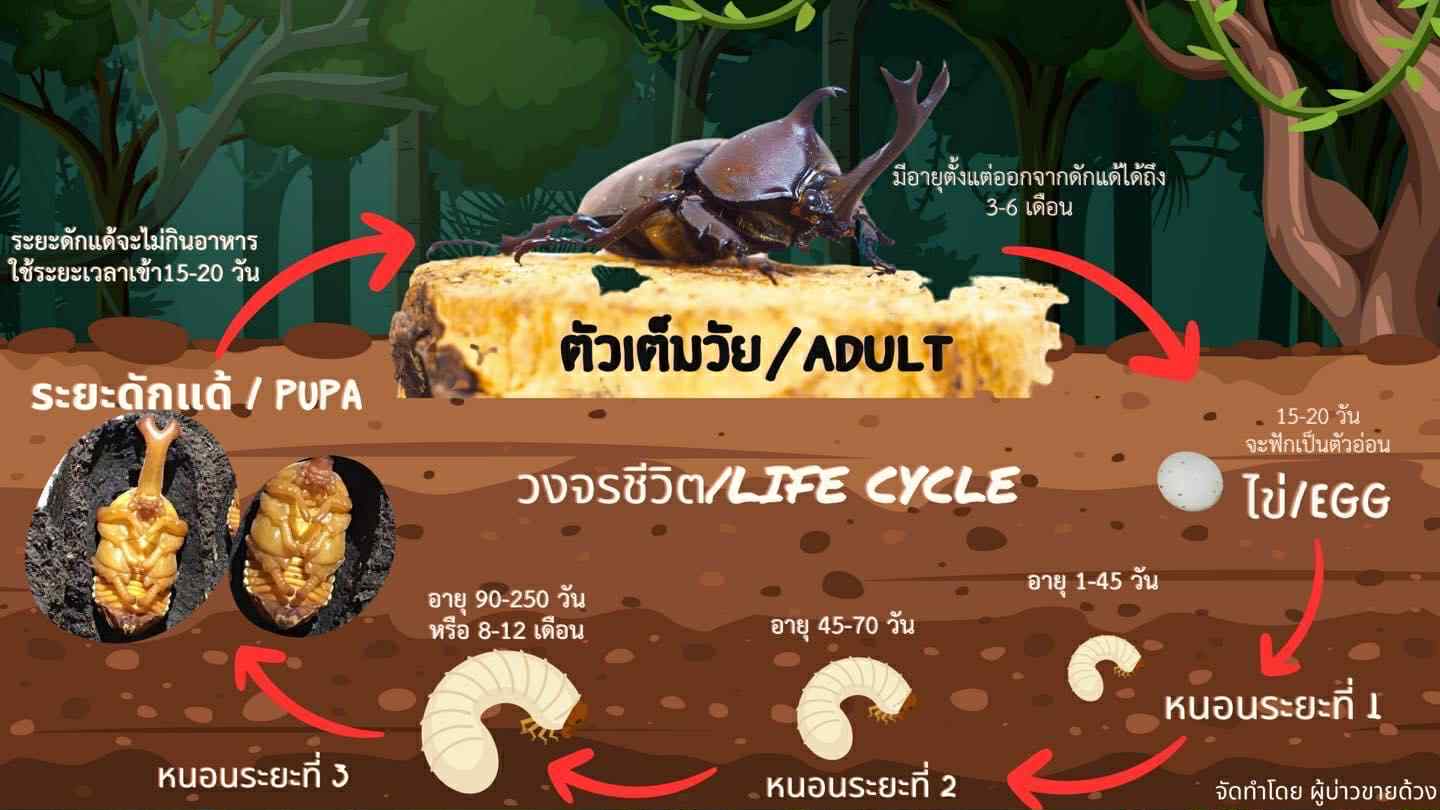 มีอายุตั้งแต่ออกจากดักแด้ได้ถึง
3-6 เดือน
ระยะดักแด้จะไม่กินอาหาร
ใช้ระยะเวลาเข้า15-20 วัน
ตัวเต็มวัย/ADULT
ระยะดักแด้ / PUPA
15-20 วัน
จะฟักเป็นตัวอ่อน
ไข่/EGG
วงจรชีวิต/LIFE CYCLE
อายุ 1-45 วัน
อายุ 90-250 วัน
หรือ 8-12 เดือน
อายุ 45-70 วัน
หนอนระยะที่ 1
หนอนระยะที่ 3
หนอนระยะที่ 2
จัดทำโดย ผู้บ่าวขายด้วง